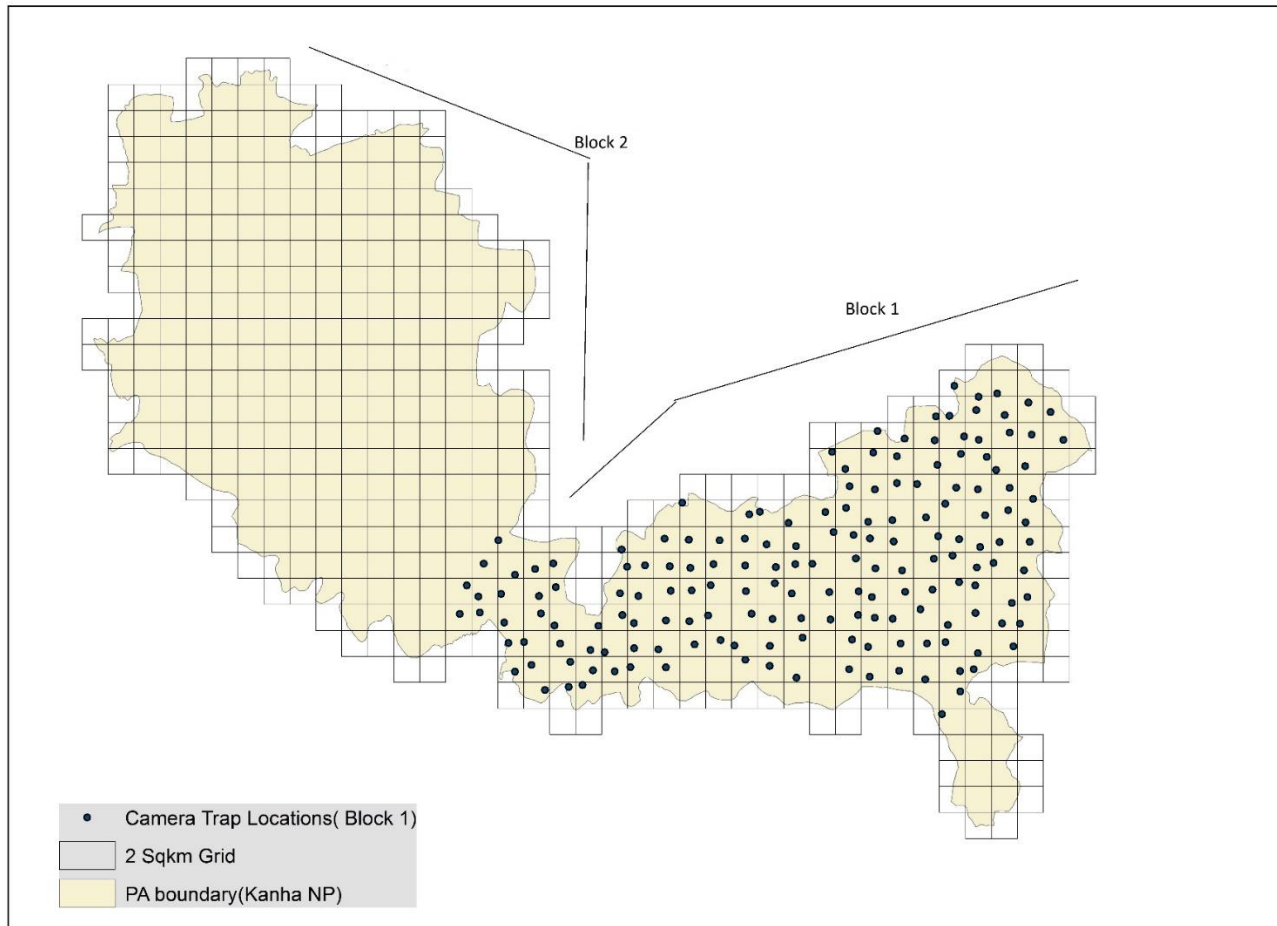 Block 2
Block 1
Camera Trap Locations( Block 1)
2 Sqkm Grid
PA boundary(Kanha NP)